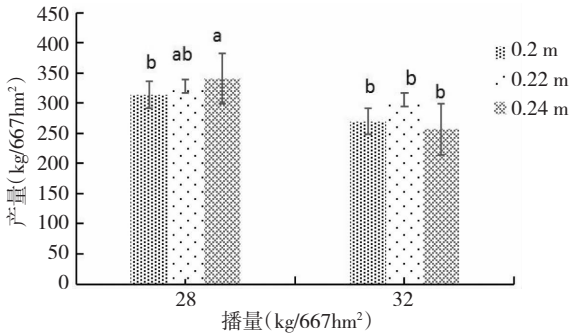 450
400
350
300
250
200
150
100
50
0
产量(kg/667hm²)
b
ab
a
b
b
b
28
32
播量(kg/667hm²)
0.2 m
0.22 m
0.24 m